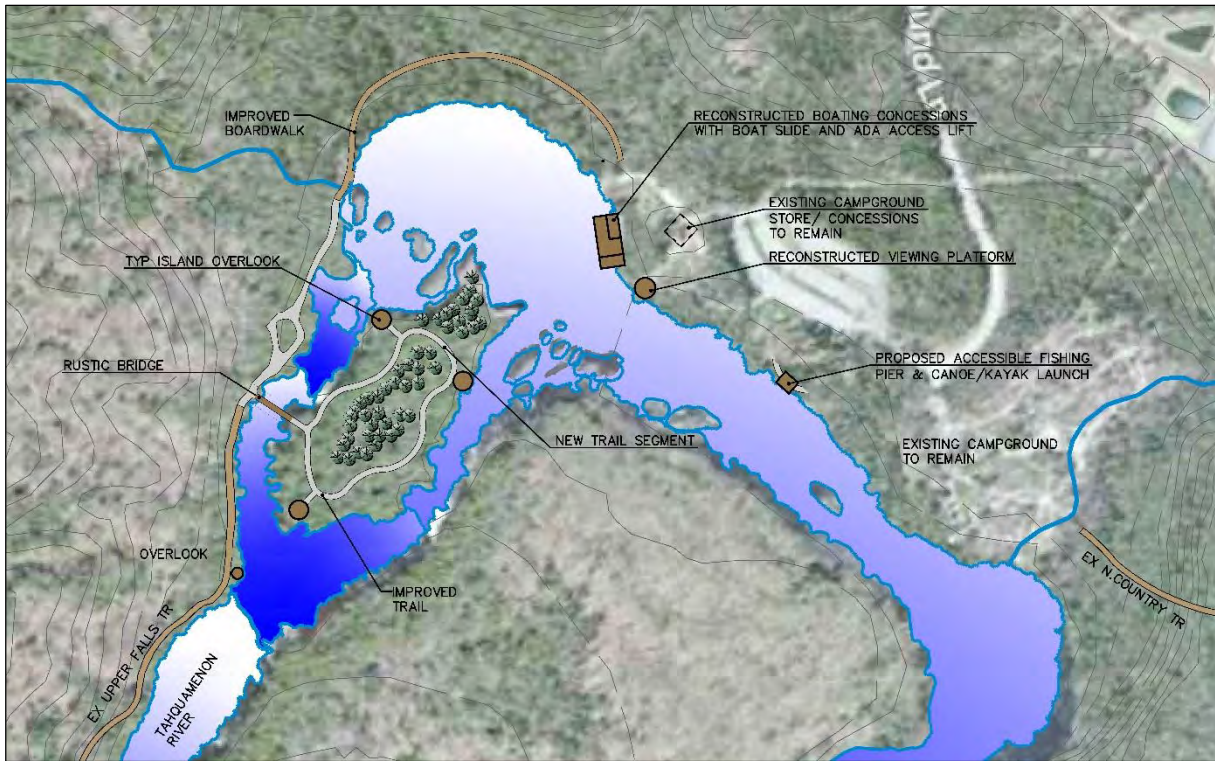 IMPROVED
BOARDWALK
RECONSTRUCTED BOATING CONCESSIONS
WITH BOAT SLIDE AND ADA ACCESS LIFT
EXISTING CAMPGROUND
STORE/ CONCESSIONS
TO REMAIN
TYP ISLAND OVERLOOK
RECONSTRUCTED VIEWING PLATFORM
RUSTIC BRIDGE
PROPOSED ACCESSIBLE FISHING
PIER & CANOE/KAYAK LAUNCH
NEW TRAIL SEGMENT
EXISTING CAMPGROUND
TO REMAIN
OVERLOOK
IMPROVED
TRAIL
EX N.COUNTRY TR
EX UPPER FALLS TR
TAHQUAMENON
RIVER